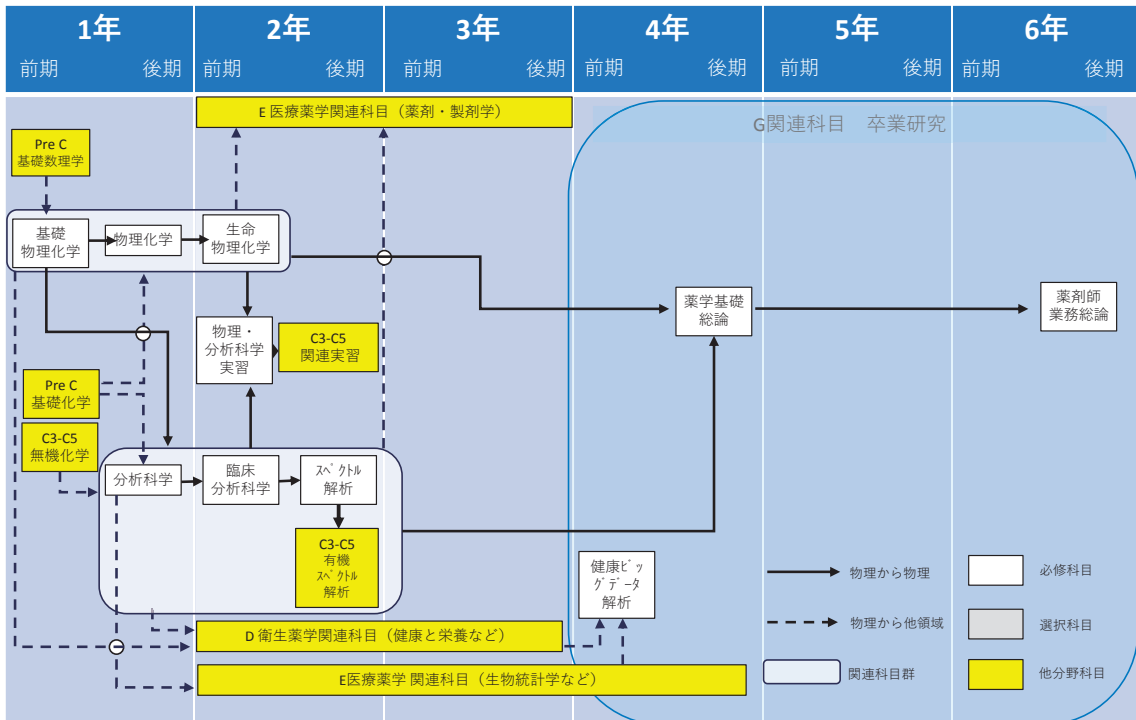 1年
2年
3年
4年
5年
6年
前期
後期
前期
後期
前期
後期
前期
後期
前期
後期
前期
後期
E 医療薬学関連科目（薬剤・製剤学）
G関連科目　卒業研究
Pre C
基礎数理学
基礎
物理化学
物理化学
生命
物理化学
薬学基礎
総論
薬剤師
業務総論
物理・
分析科学
実習
C3-C5
関連実習
Pre C
基礎化学
C3-C5
無機化学
分析科学
臨床
分析科学
ｽﾍﾟｸﾄﾙ
解析
C3-C5
有機
ｽﾍﾟｸﾄﾙ
解析
健康ﾋﾞｯ
ｸﾞﾃﾞｰﾀ
解析
物理から物理
必修科目
物理から他領域
選択科目
関連科目群
他分野科目
D 衛生薬学関連科目（健康と栄養など）
E医療薬学 関連科目（生物統計学など）